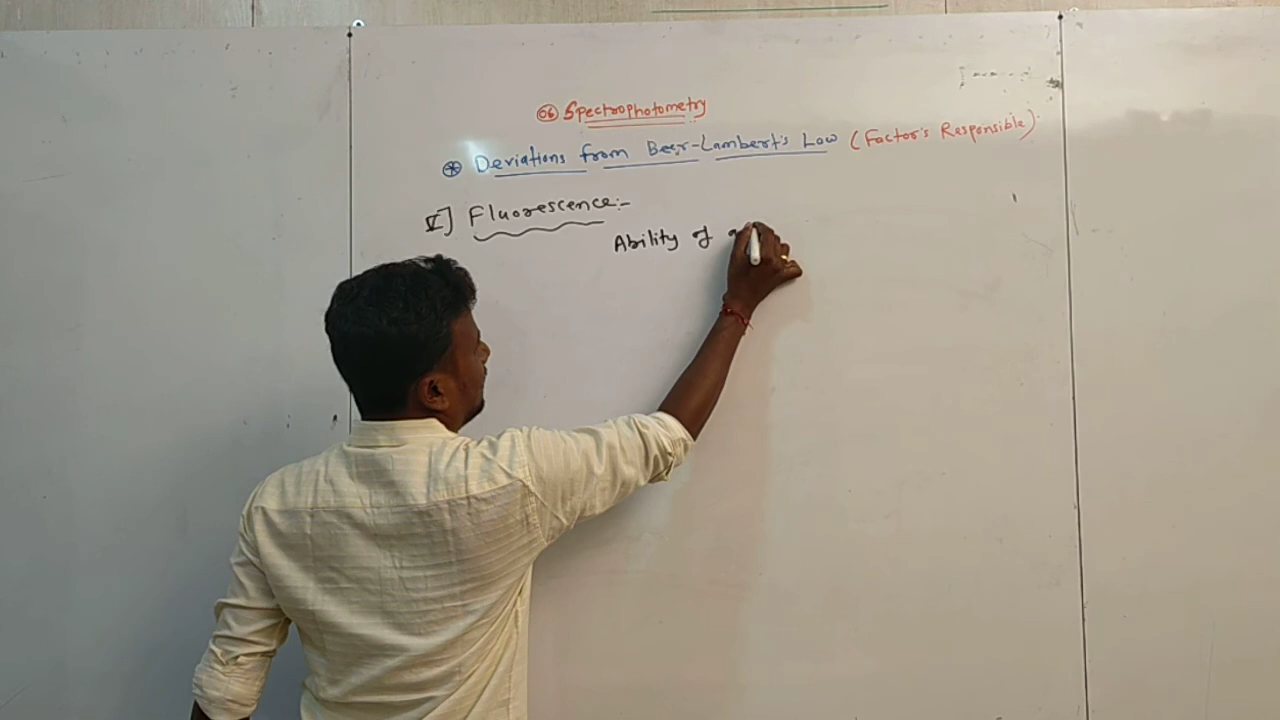 06 Spectrophotometry
* Deviations from Beer-Lambert's Law (Factor's Responsible)
V] Fluorescence:-
Ability of